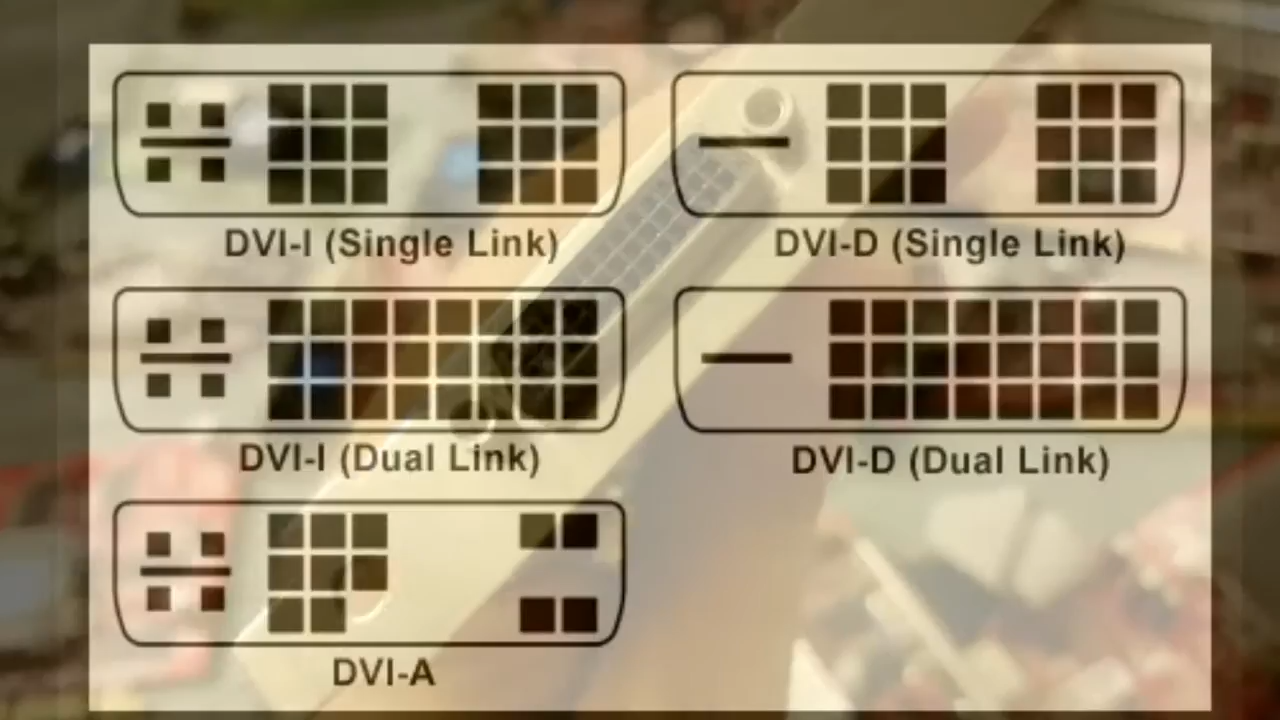 DVI-I (Single Link)
DVI-D (Single Link)
DVI-I (Dual Link)
DVI-D (Dual Link)
DVI-A